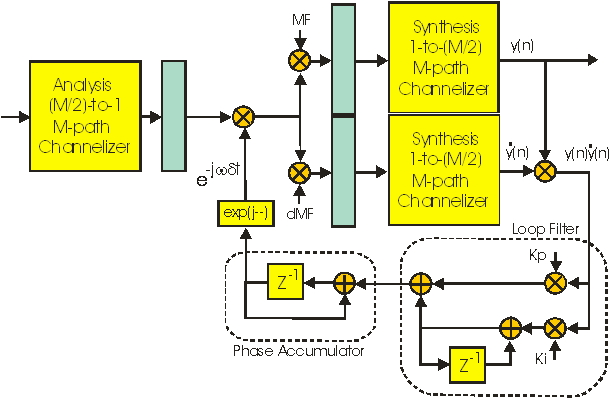 MF
Synthesis
1-to-(M/2)
M-path
Channelizer
y(n)
Analysis
(M/2)-to-1
M-path
Channelizer
Synthesis
1-to-(M/2)
M-path
Channelizer
ẏ(n)
y(n)ẏ(n)
e^-jωδt
exp(j--)
dMF
Loop Filter
Kp
Z^-1
Phase Accumulator
Z^-1
Ki